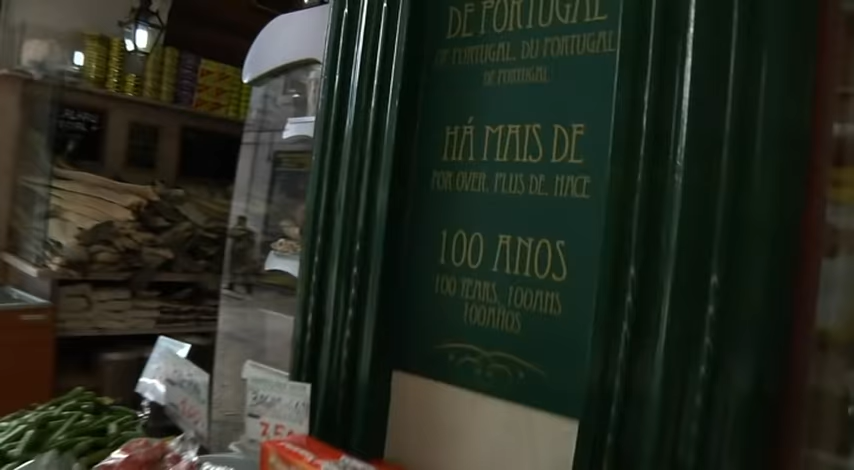 DE PORTUGAL
OF PORTUGAL. DU PORTUGAL
DE PORTUGAL
HÁ MAIS DE
FOR OVER. PLUS DE. HACE
100 ANOS
100 YEARS. 100ANS
100AÑOS